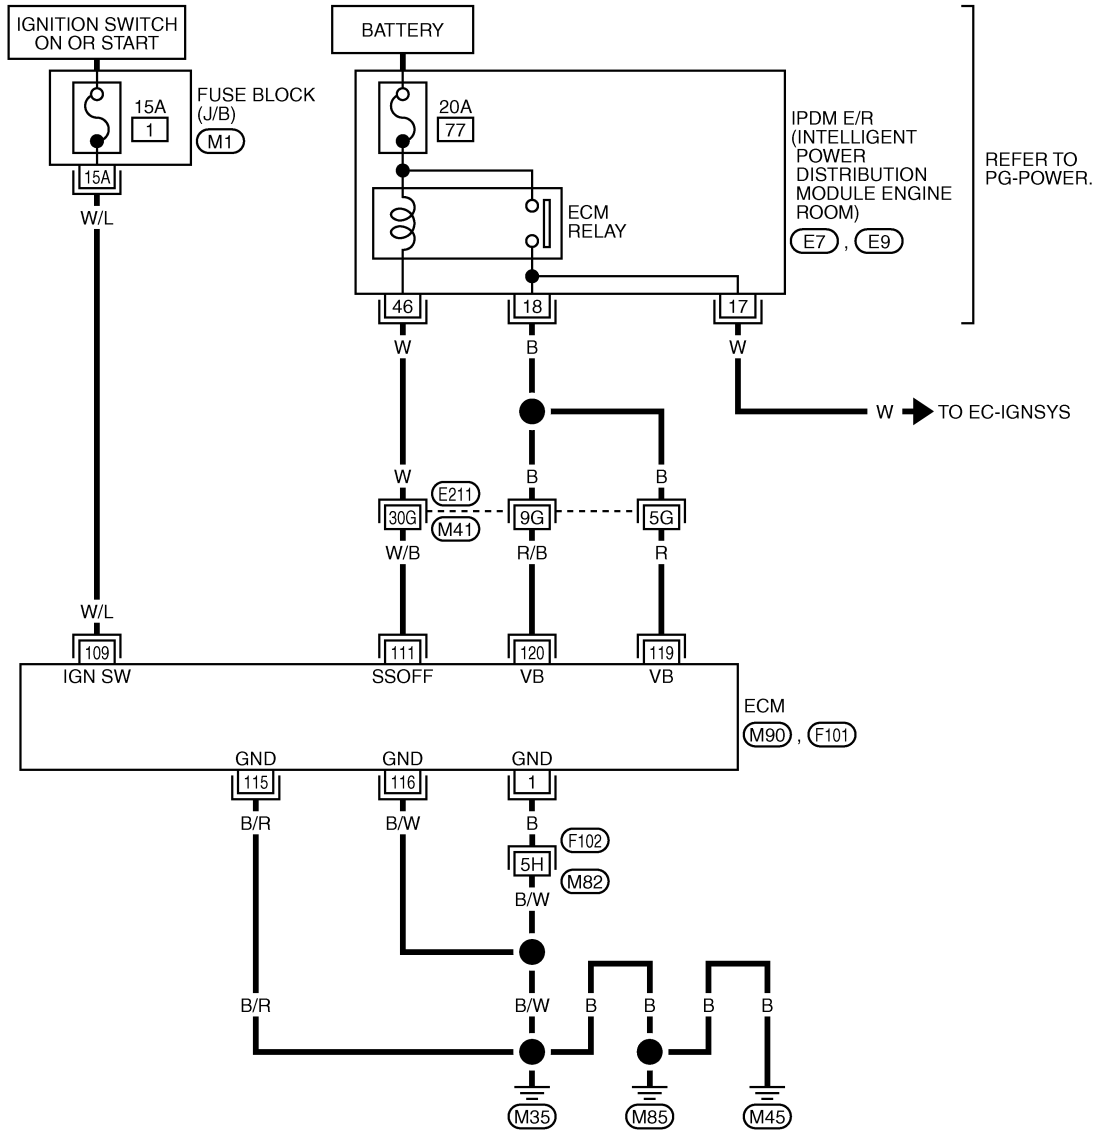 IGNITION SWITCH
ON OR START
BATTERY
15A
1
FUSE BLOCK
(J/B)
M1
20A
77
IPDM E/R
(INTELLIGENT
POWER
DISTRIBUTION
MODULE ENGINE
ROOM)
E7 , E9
REFER TO
PG-POWER.
15A
W/L
ECM
RELAY
46
18
17
W
B
W
W
TO EC-IGNSYS
W
B
B
E211
30G
9G
5G
M41
W/B
R/B
R
W/L
109
111
120
119
IGN SW
SSOFF
VB
VB
ECM
M90 , F101
GND
GND
GND
115
116
1
B/R
B/W
B
F102
5H
M82
B/W
B/R
B/W
B
B
B
B
M35
M85
M45